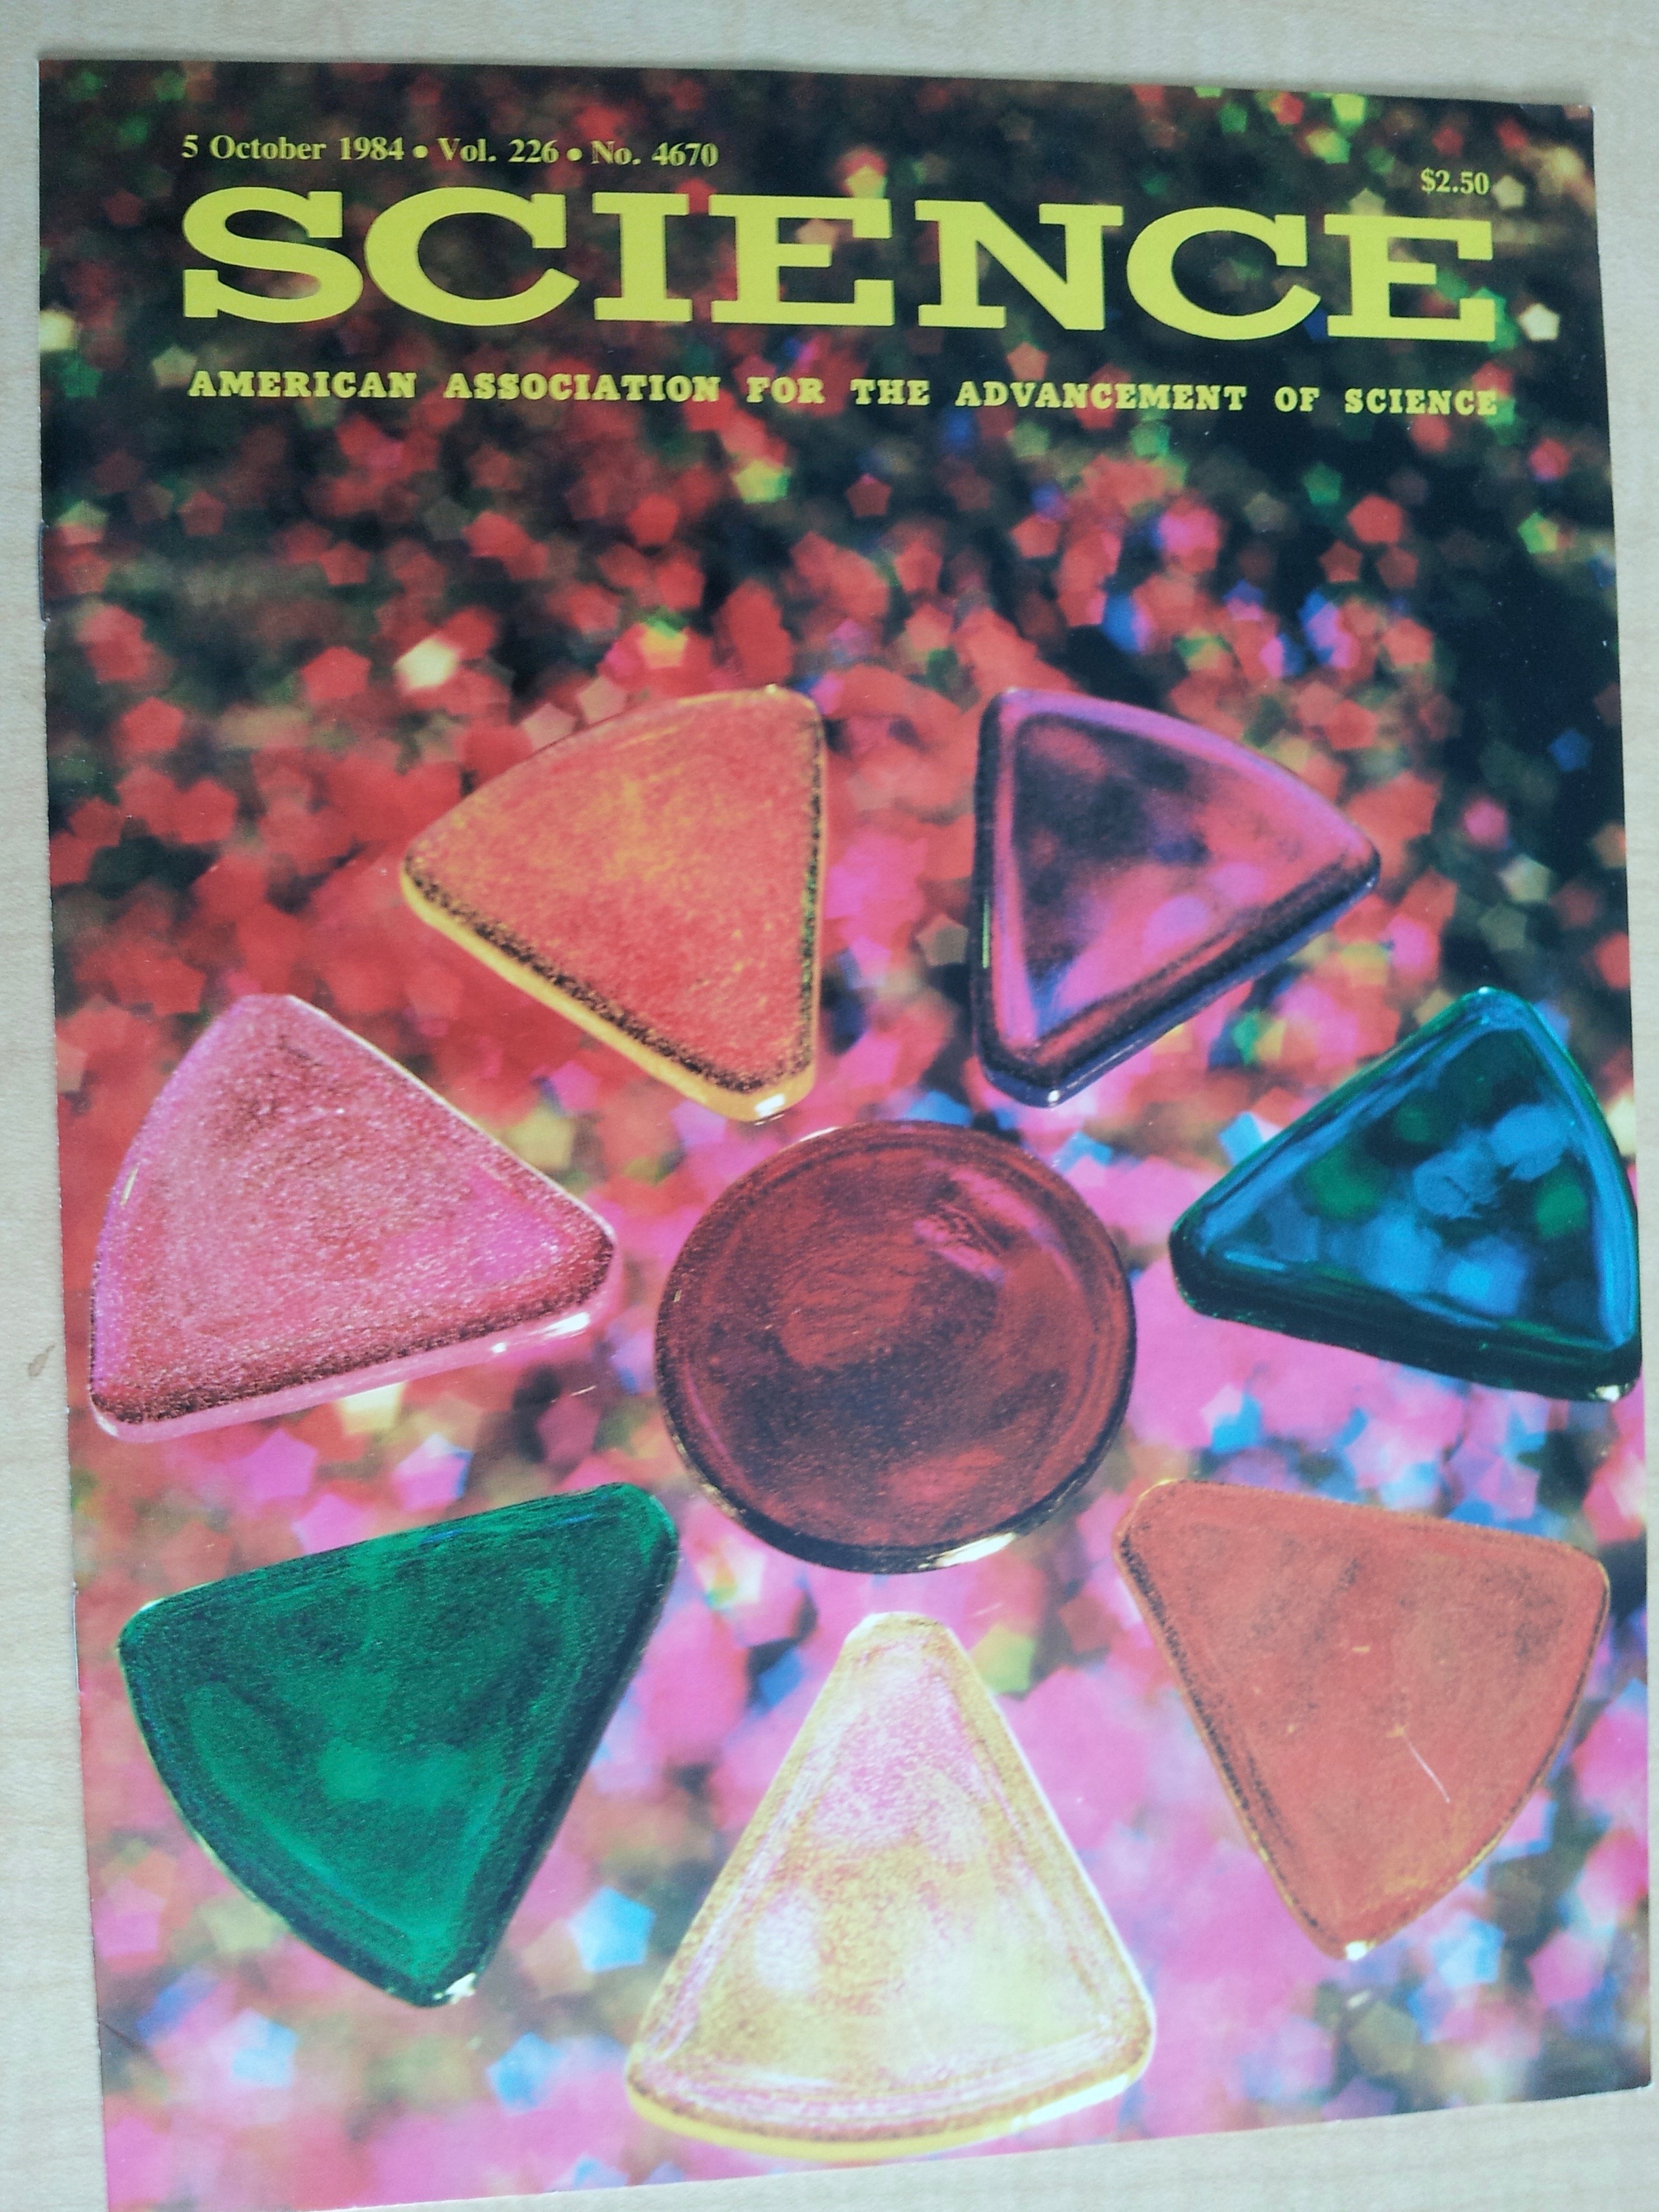 5 October 1984 • Vol. 226 • No. 4670
$2.50
SCIENCE
AMERICAN ASSOCIATION FOR THE ADVANCEMENT OF SCIENCE